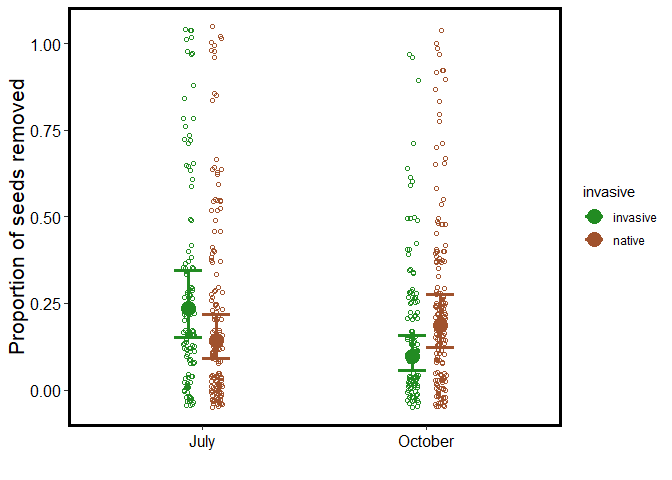 Proportion of seeds removed
1.00
0.75
0.50
0.25
0.00
July
October
invasive
invasive
native